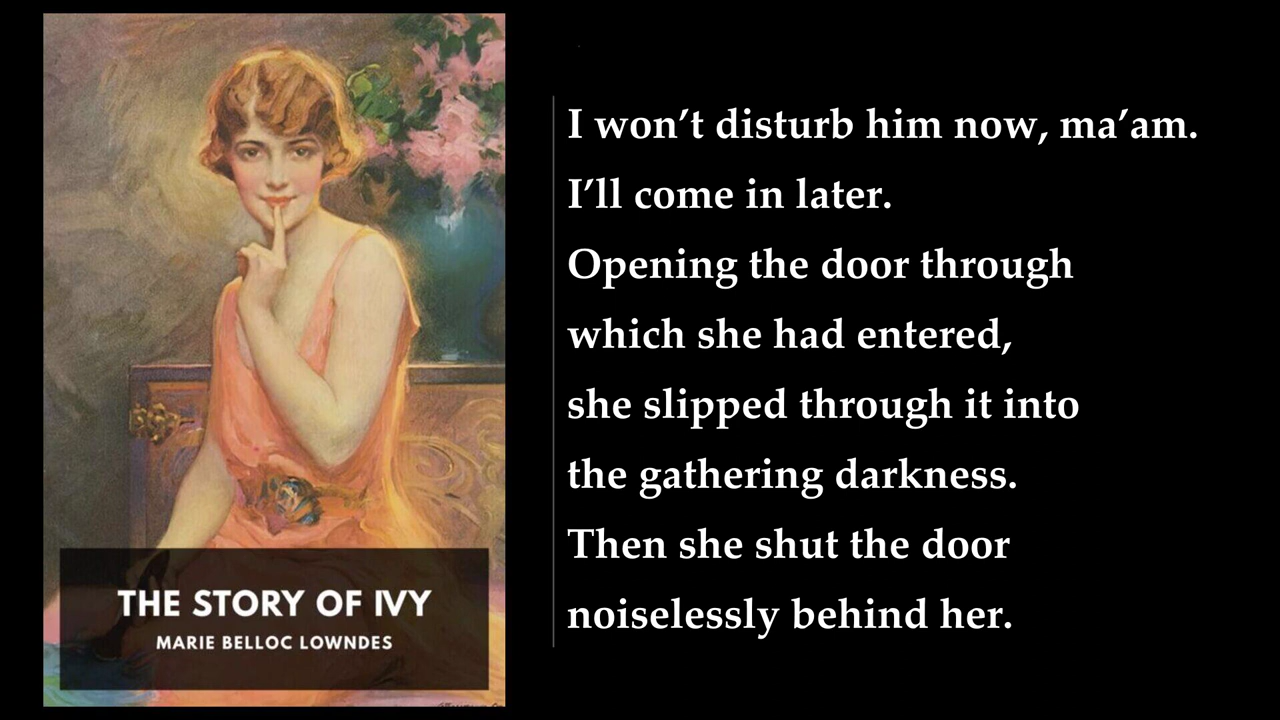 THE STORY OF IVY
MARIE BELLOC LOWNDES
I won’t disturb him now, ma’am.
I’ll come in later.
Opening the door through
which she had entered,
she slipped through it into
the gathering darkness.
Then she shut the door
noiselessly behind her.